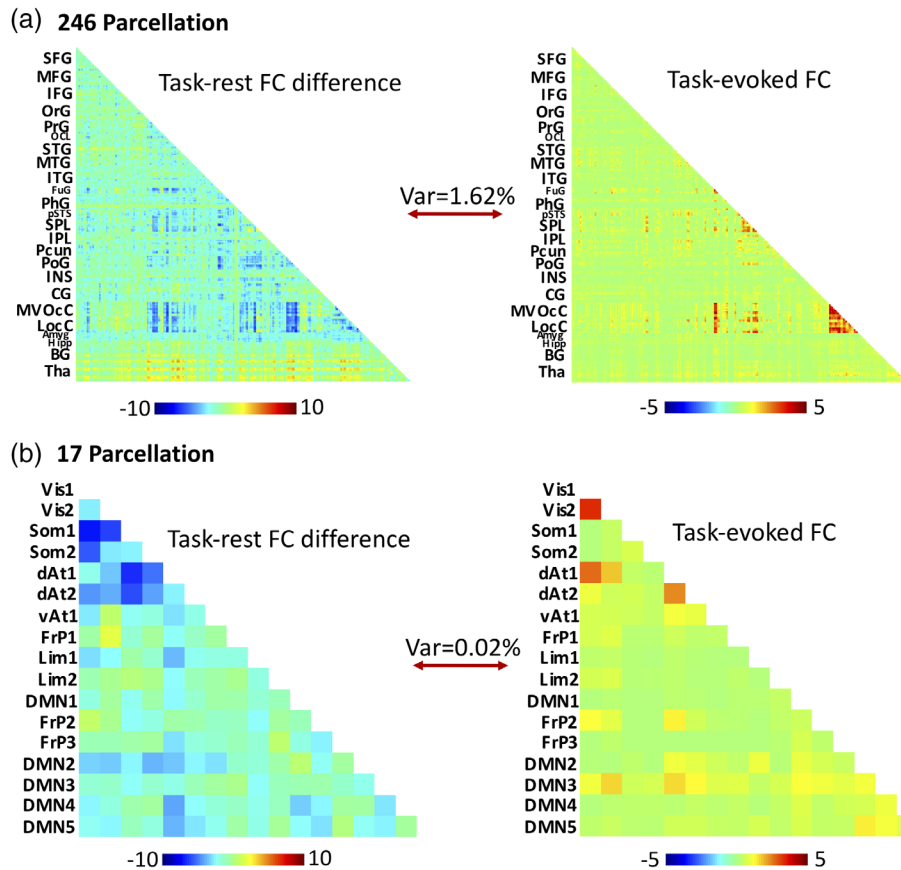 (a) 246 Parcellation
SFG
MFG
IFG
OrG
PrG
OCL
STG
MTG
ITG
FuG
PhG
pSTS
SPL
IPL
Pcun
PoG
INS
CG
MVOcC
LocC
Amyg
Hipp
BG
Tha
Task-rest FC difference
-10
10
Var=1.62%
SFG
MFG
IFG
OrG
PrG
OCL
STG
MTG
ITG
FuG
PhG
pSTS
SPL
IPL
Pcun
PoG
INS
CG
MVOcC
LocC
Amyg
Hipp
BG
Tha
Task-evoked FC
-5
5
(b) 17 Parcellation
Vis1
Vis2
Som1
Som2
dAt1
dAt2
vAt1
FrP1
Lim1
Lim2
DMN1
FrP2
FrP3
DMN2
DMN3
DMN4
DMN5
Task-rest FC difference
-10
10
Var=0.02%
Vis1
Vis2
Som1
Som2
dAt1
dAt2
vAt1
FrP1
Lim1
Lim2
DMN1
FrP2
FrP3
DMN2
DMN3
DMN4
DMN5
Task-evoked FC
-5
5